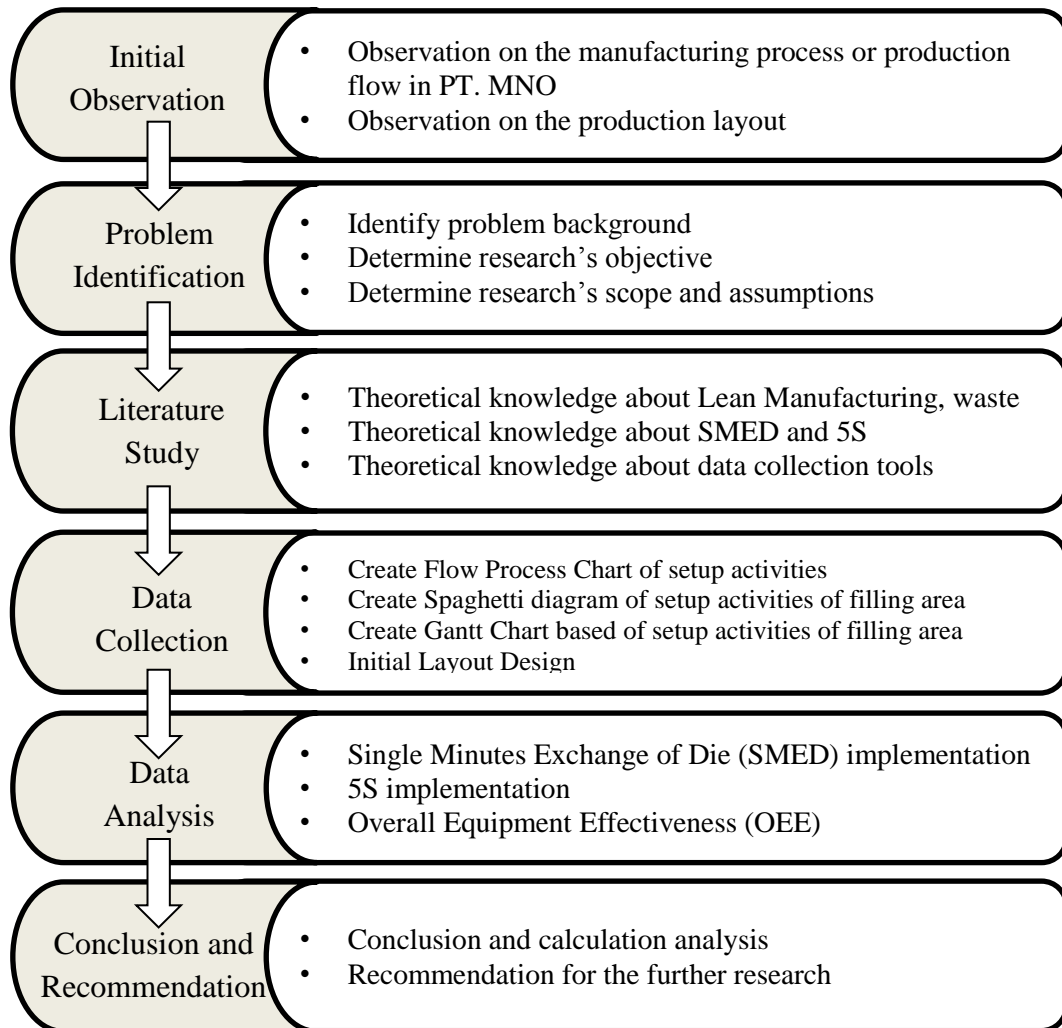 Initial
Observation
• Observation on the manufacturing process or production
flow in PT. MNO
• Observation on the production layout
Problem
Identification
• Identify problem background
• Determine research’s objective
• Determine research’s scope and assumptions
Literature
Study
• Theoretical knowledge about Lean Manufacturing, waste
• Theoretical knowledge about SMED and 5S
• Theoretical knowledge about data collection tools
Data
Collection
• Create Flow Process Chart of setup activities
• Create Spaghetti diagram of setup activities of filling area
• Create Gantt Chart based of setup activities of filling area
• Initial Layout Design
Data
Analysis
• Single Minutes Exchange of Die (SMED) implementation
• 5S implementation
• Overall Equipment Effectiveness (OEE)
Conclusion and
Recommendation
• Conclusion and calculation analysis
• Recommendation for the further research